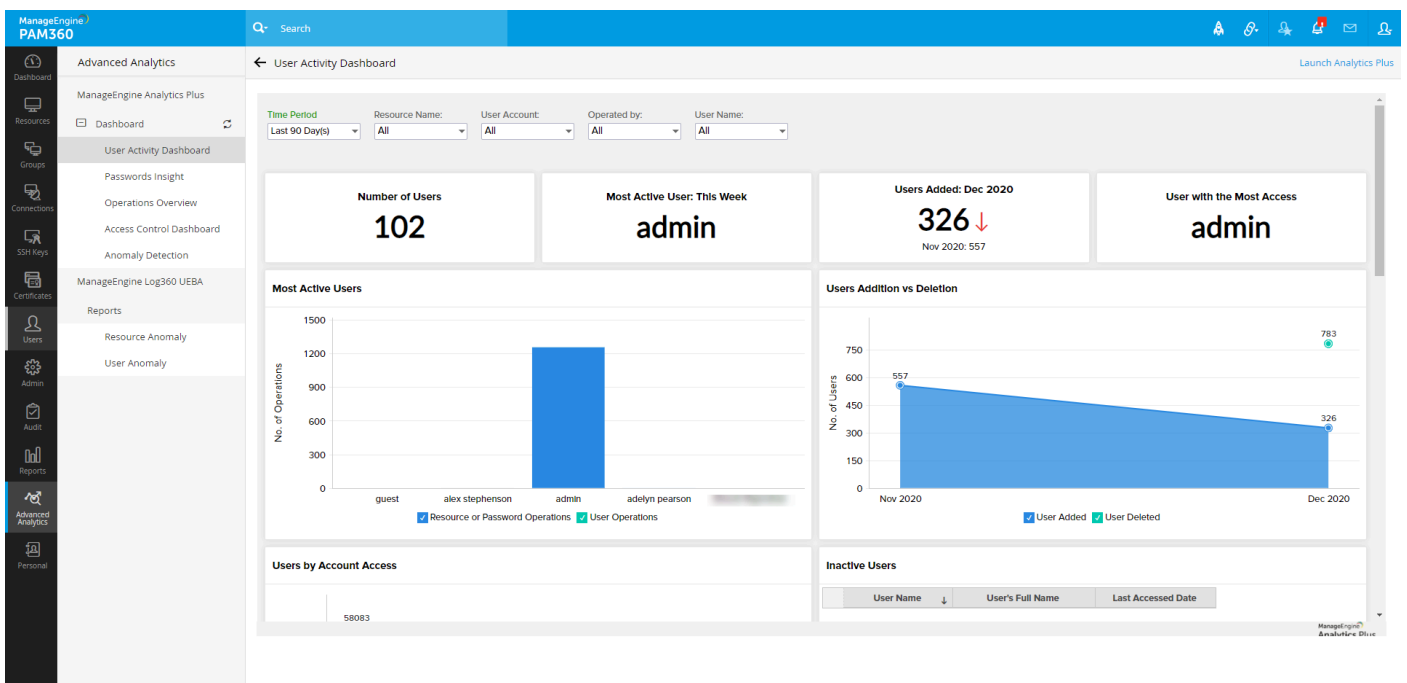 ManageEngine
PAM360
Search
Dashboard
Resources
Groups
Connections
SSH Keys
Certificates
Users
Admin
Audit
Reports
Advanced
Analytics
Personal
Advanced Analytics
ManageEngine Analytics Plus
Dashboard
User Activity Dashboard
Passwords Insight
Operations Overview
Access Control Dashboard
Anomaly Detection
ManageEngine Log360 UEBA
Reports
Resource Anomaly
User Anomaly
User Activity Dashboard
Launch Analytics Plus
Time Period Resource Name: User Account: Operated by: User Name:
Last 90 Day(s) All All All All
Number of Users
102
Most Active User: This Week
admin
Users Added: Dec 2020
326
Nov 2020: 557
User with the Most Access
admin
Most Active Users
No. of Operations
1500
1200
900
600
300
0
guest alex stephenson admin adelyn pearson
Resource or Password Operations User Operations
Users Addition vs Deletion
No. of Users
783
750
600
557
450
326
300
150
0
Nov 2020 Dec 2020
User Added User Deleted
Users by Account Access
58083
Inactive Users
User Name User's Full Name Last Accessed Date
ManageEngine
Analytics Plus